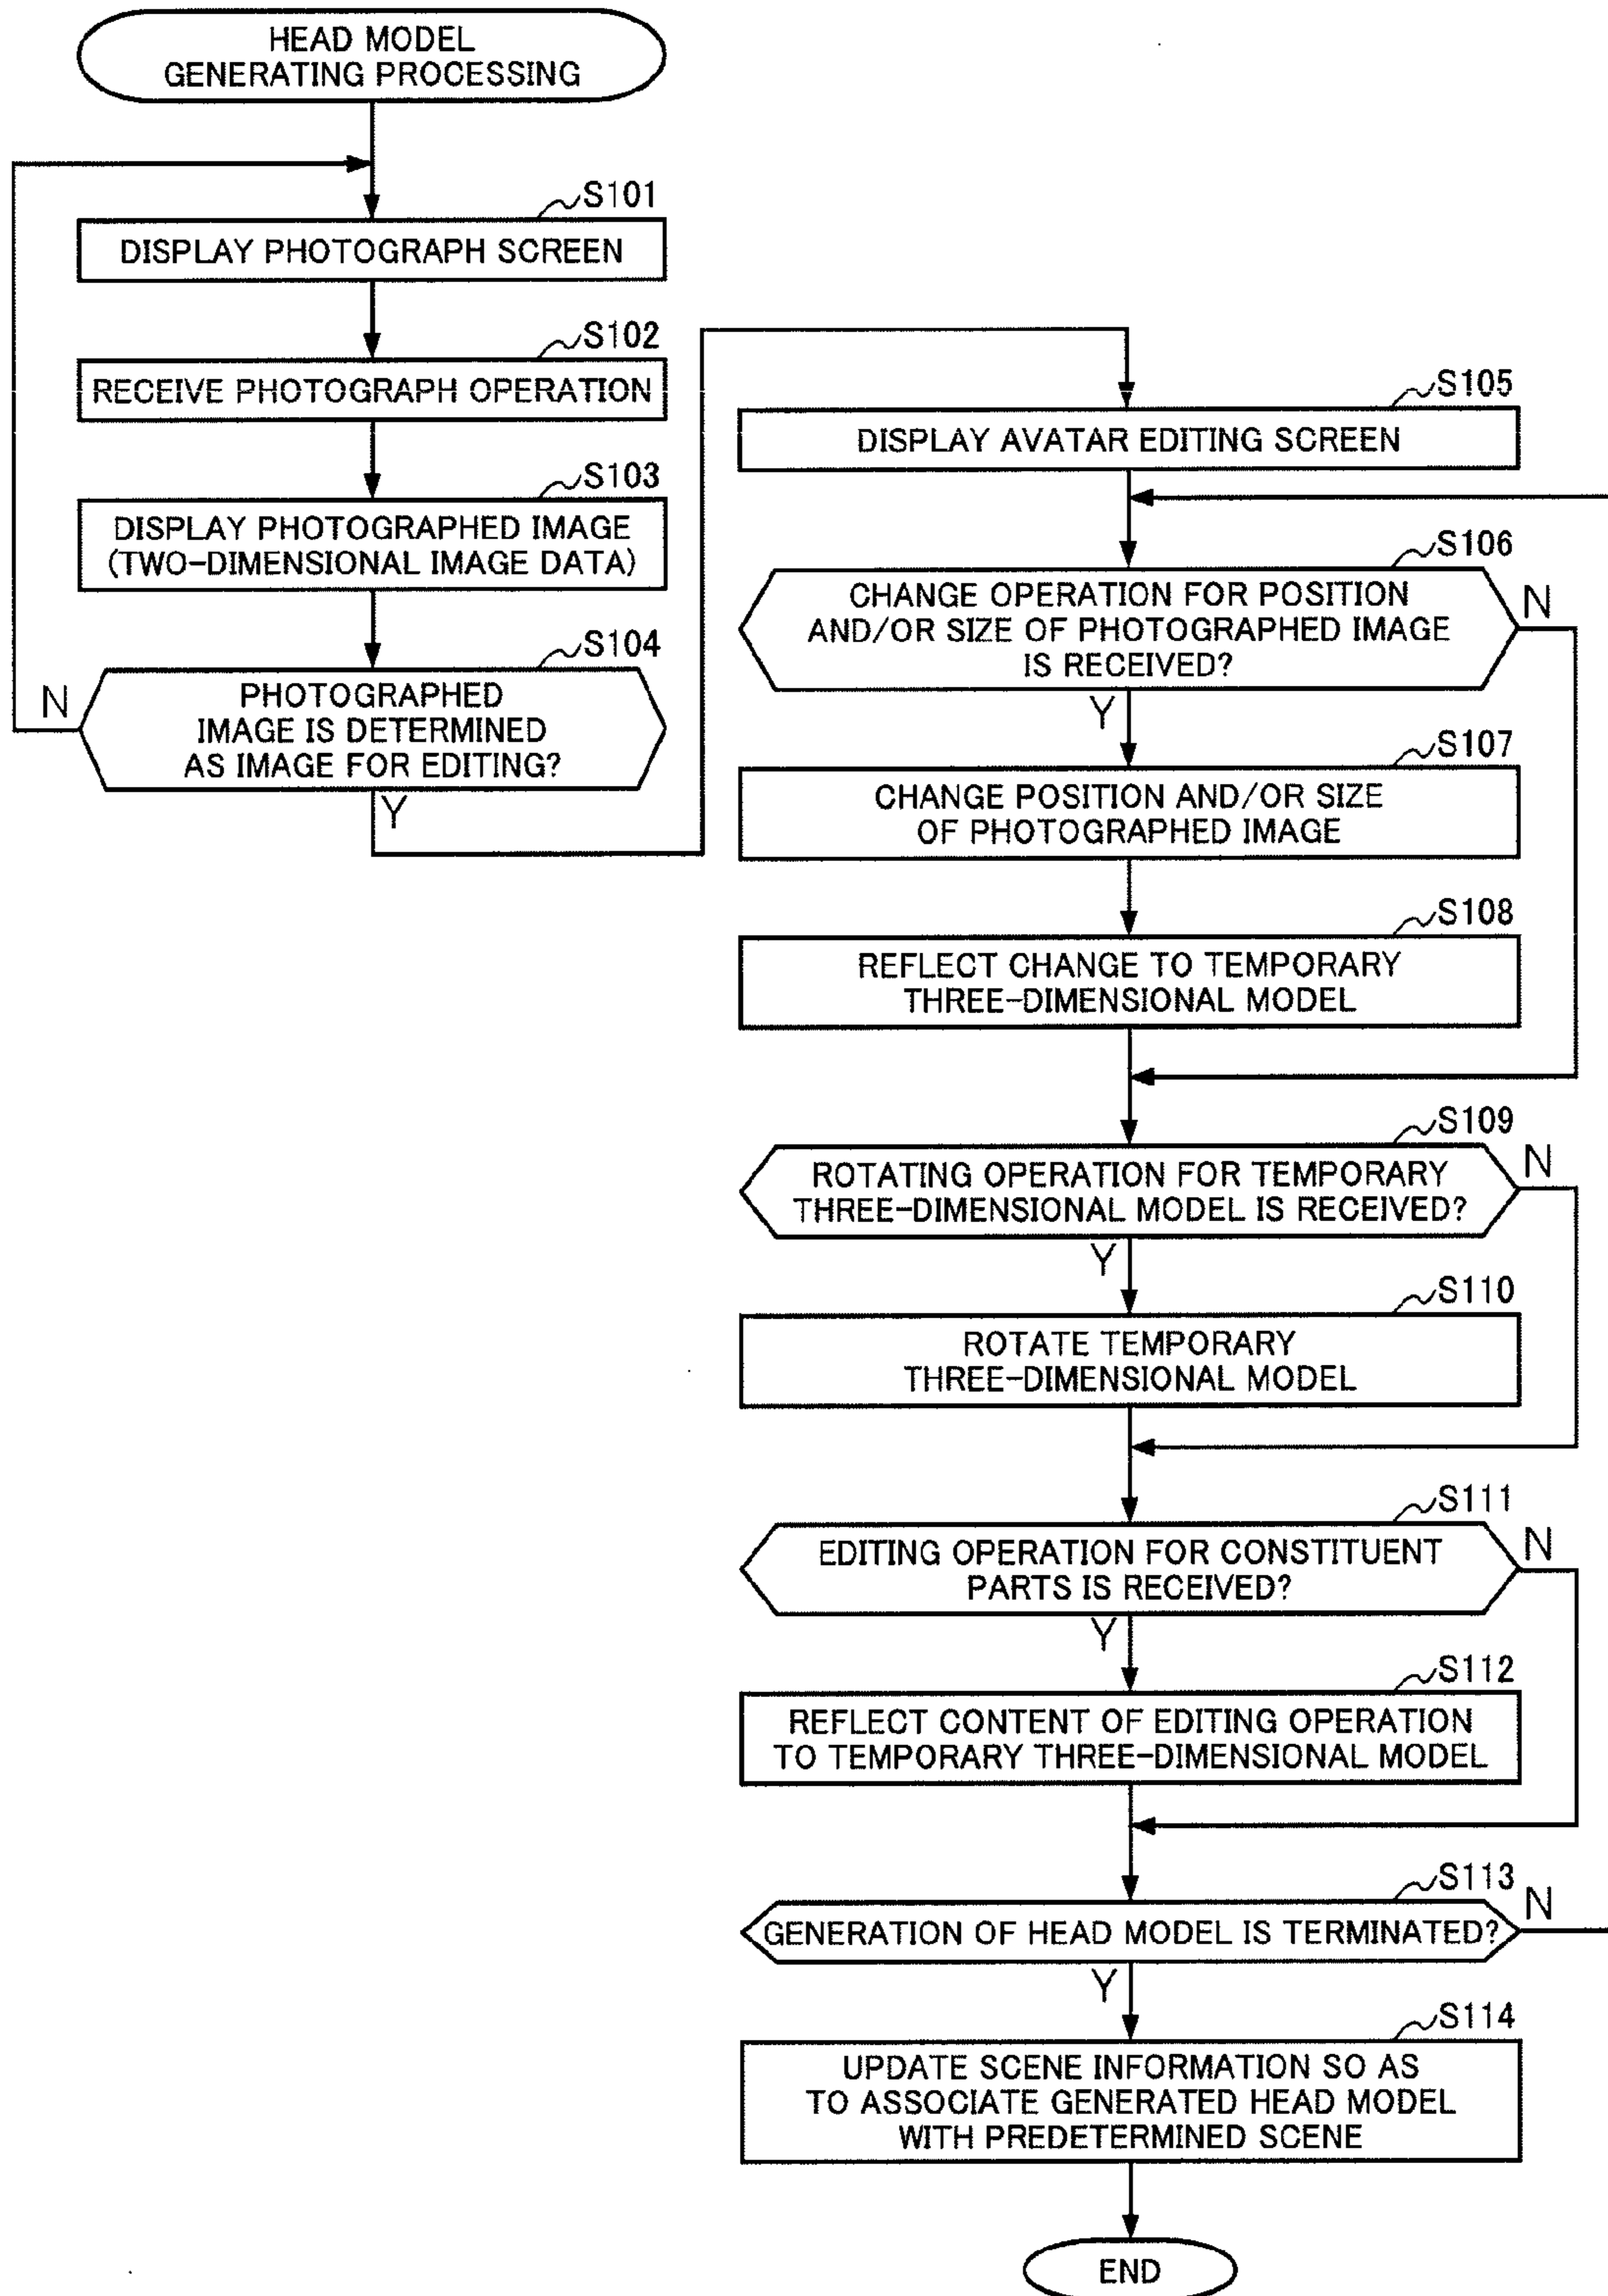 HEAD MODEL
GENERATING PROCESSING
S101
DISPLAY PHOTOGRAPH SCREEN
S102
RECEIVE PHOTOGRAPH OPERATION
S103
DISPLAY PHOTOGRAPHED IMAGE
(TWO-DIMENSIONAL IMAGE DATA)
S104
N
PHOTOGRAPHED
IMAGE IS DETERMINED
AS IMAGE FOR EDITING?
Y
S105
DISPLAY AVATAR EDITING SCREEN
S106
CHANGE OPERATION FOR POSITION
AND/OR SIZE OF PHOTOGRAPHED IMAGE
IS RECEIVED?
N
Y
S107
CHANGE POSITION AND/OR SIZE
OF PHOTOGRAPHED IMAGE
S108
REFLECT CHANGE TO TEMPORARY
THREE-DIMENSIONAL MODEL
S109
ROTATING OPERATION FOR TEMPORARY
THREE-DIMENSIONAL MODEL IS RECEIVED?
N
Y
S110
ROTATE TEMPORARY
THREE-DIMENSIONAL MODEL
S111
EDITING OPERATION FOR CONSTITUENT
PARTS IS RECEIVED?
N
Y
S112
REFLECT CONTENT OF EDITING OPERATION
TO TEMPORARY THREE-DIMENSIONAL MODEL
S113
GENERATION OF HEAD MODEL IS TERMINATED?
N
Y
S114
UPDATE SCENE INFORMATION SO AS
TO ASSOCIATE GENERATED HEAD MODEL
WITH PREDETERMINED SCENE
END